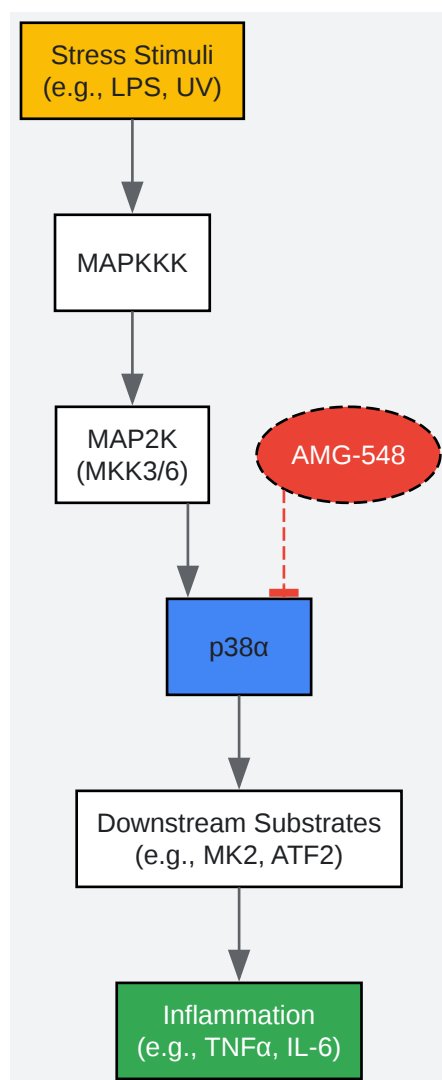 Stress Stimuli
(e.g., LPS, UV)
MAPKKK
MAP2K
(MKK3/6)
AMG-548
p38α
Downstream Substrates
(e.g., MK2, ATF2)
Inflammation
(e.g., TNFα, IL-6)